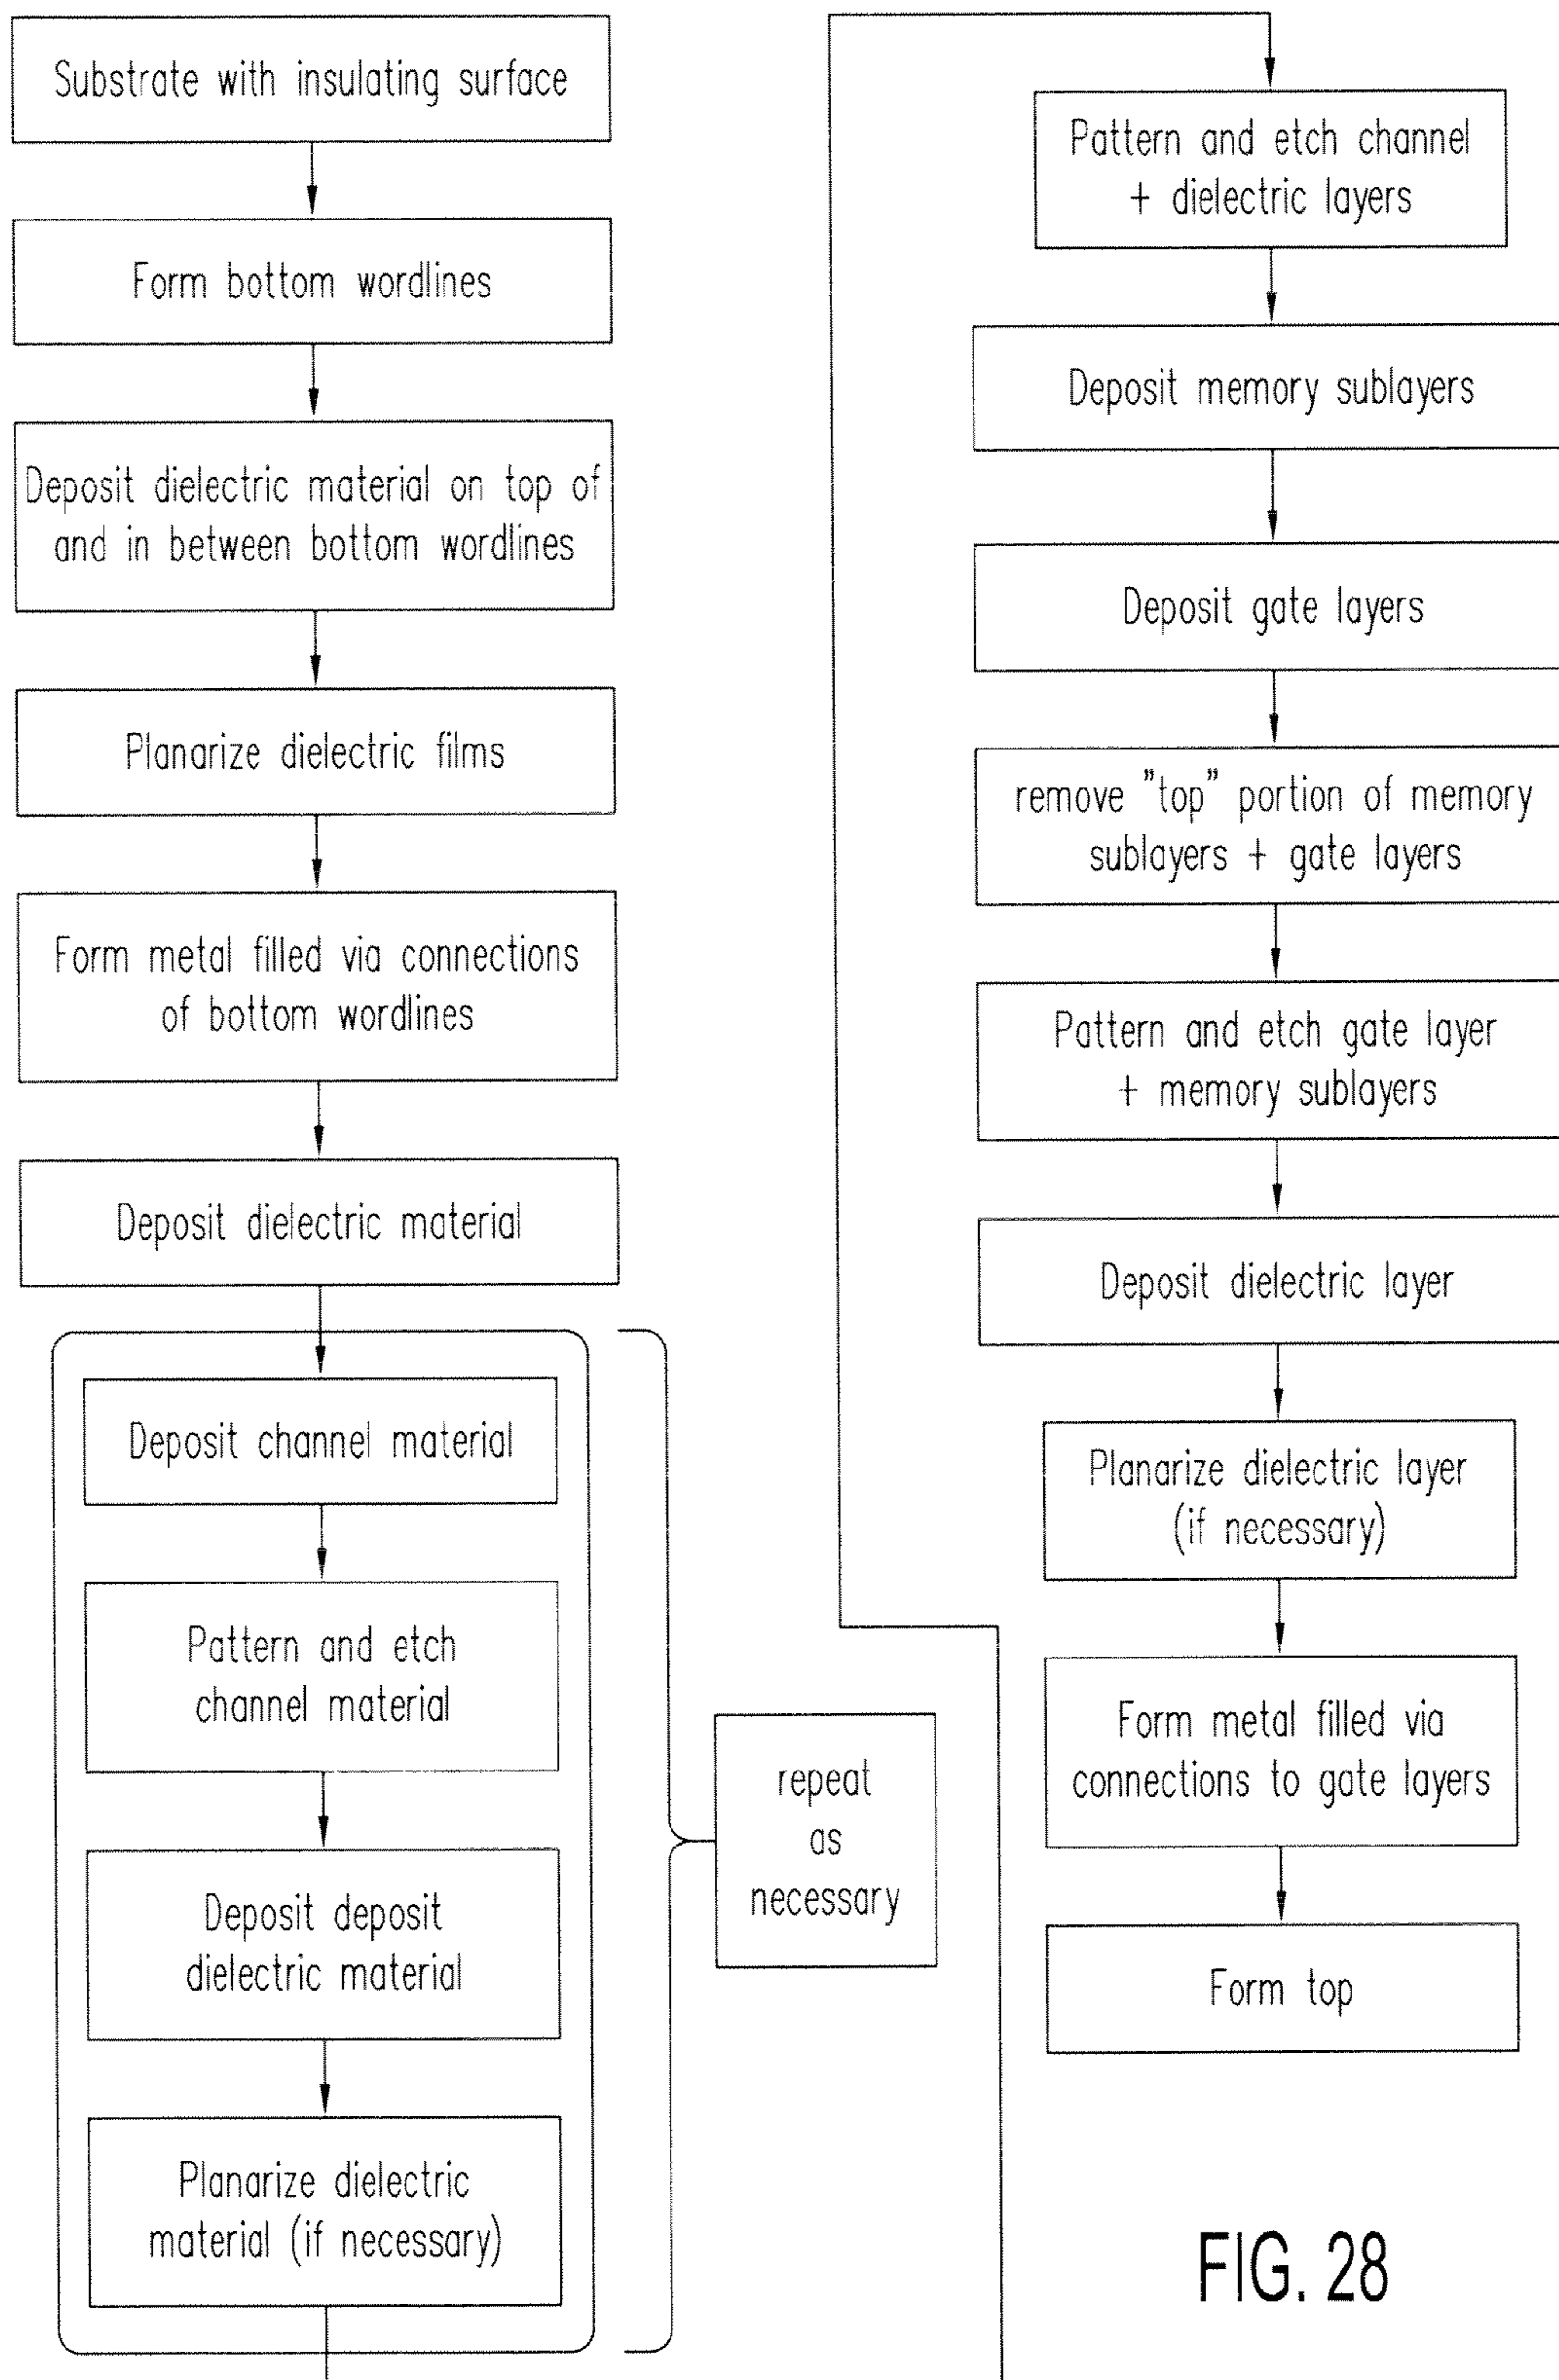 Substrate with insulating surface
Form bottom wordlines
Deposit dielectric material on top of
and in between bottom wordlines
Planarize dielectric films
Form metal filled via connections
of bottom wordlines
Deposit dielectric material
Deposit channel material
Pattern and etch
channel material
Deposit deposit
dielectric material
Planarize dielectric
material (if necessary)
repeat
as
necessary
Pattern and etch channel
+ dielectric layers
Deposit memory sublayers
Deposit gate layers
remove "top" portion of memory
sublayers + gate layers
Pattern and etch gate layer
+ memory sublayers
Deposit dielectric layer
Planarize dielectric layer
(if necessary)
Form metal filled via
connections to gate layers
Form top
FIG. 28